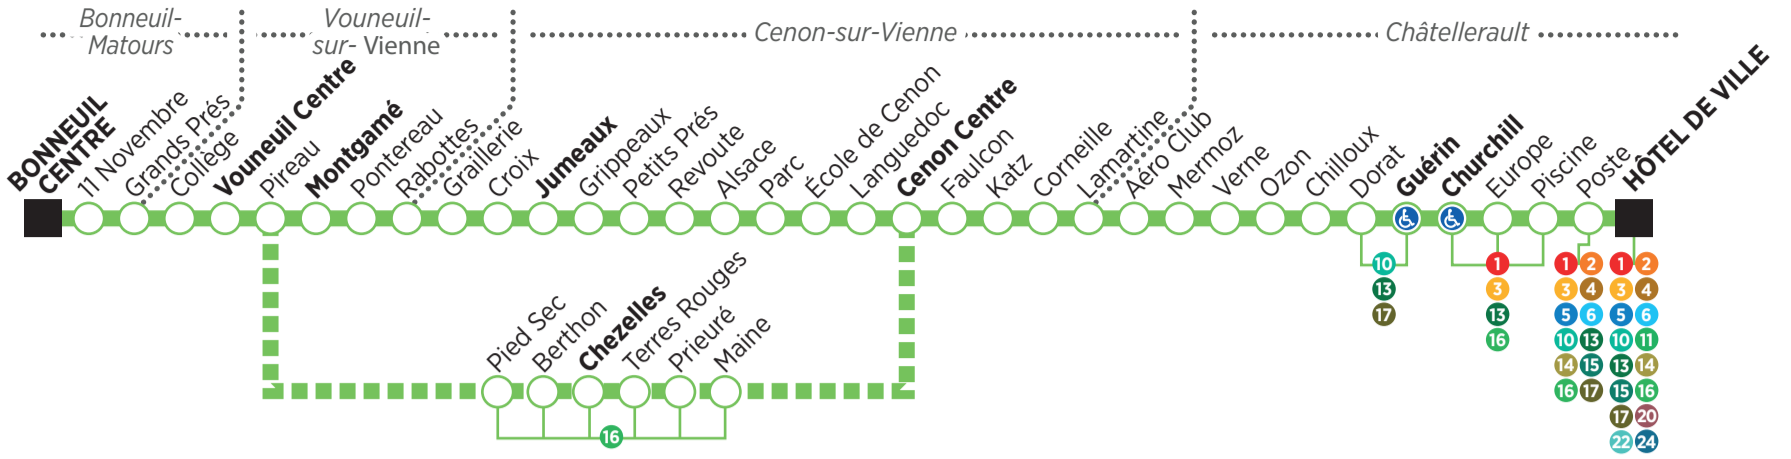 Bonneuil-
Matours
Vouneuil-
sur- Vienne
Cenon-sur-Vienne
Châtellerault
BONNEUIL
CENTRE
11 Novembre
Grands Prés
Collège
Vouneuil Centre
Pireau
Montgamé
Pontereau
Rabottes
Graillerie
Croix
Jumeaux
Grippeaux
Petits Prés
Revoute
Alsace
Parc
École de Cenon
Languedoc
Cenon Centre
Faulcon
Katz
Corneille
Lamartine
Aéro Club
Mermoz
Verne
Ozon
Chilloux
Dorat
Guérin
Churchill
Europe
Piscine
Poste
HÔTEL DE VILLE
Pied Sec
Berthon
Chezelles
Terres Rouges
Prieuré
Maine
16
10
13
17
1
3
13
16
1 2
3 4
5 6
10 13
14 15
16 17
1 2
3 4
5 6
10 11
13 14
15 16
17 20
22 24